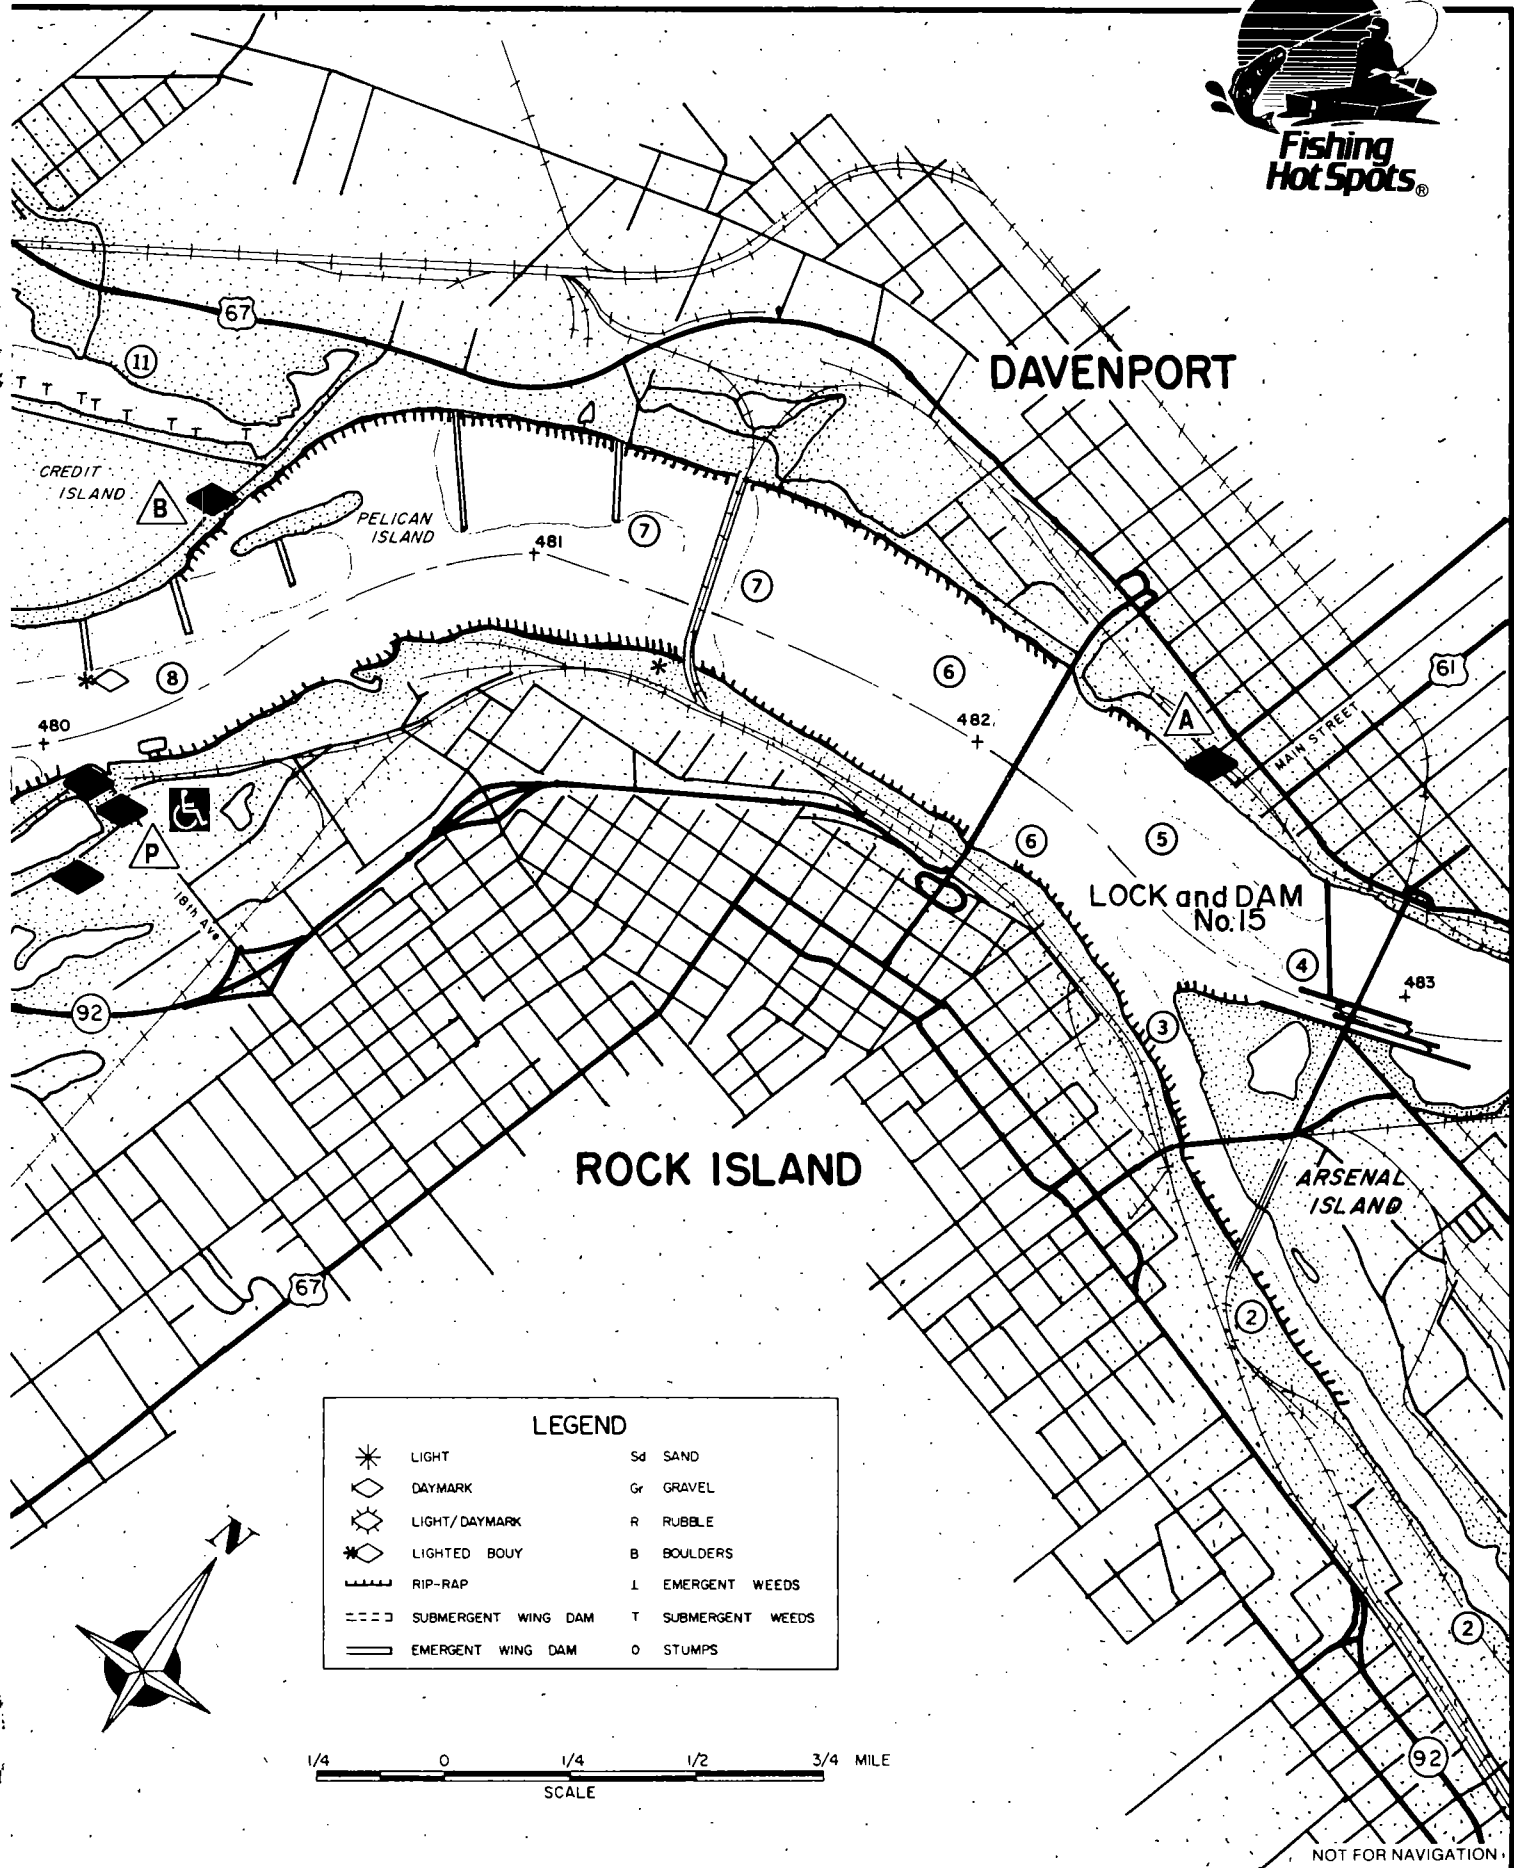 Fishing
Hot Spots®
67
11
DAVENPORT
T T T T T T T T
CREDIT
ISLAND
B
PELICAN
ISLAND
481
7
7
8
480
6
482
A
61
MAIN STREET
P
18th Ave
6
5
LOCK and DAM
No. 15
4
483
92
3
ROCK ISLAND
ARSENAL
ISLAND
67
2
LEGEND
LIGHT
DAYMARK
LIGHT/DAYMARK
LIGHTED BOUY
RIP-RAP
SUBMERGENT WING DAM
EMERGENT WING DAM
Sd SAND
Gr GRAVEL
R RUBBLE
B BOULDERS
⊥ EMERGENT WEEDS
T SUBMERGENT WEEDS
O STUMPS
N
2
92
1/4 0 1/4 1/2 3/4 MILE
SCALE
NOT FOR NAVIGATION